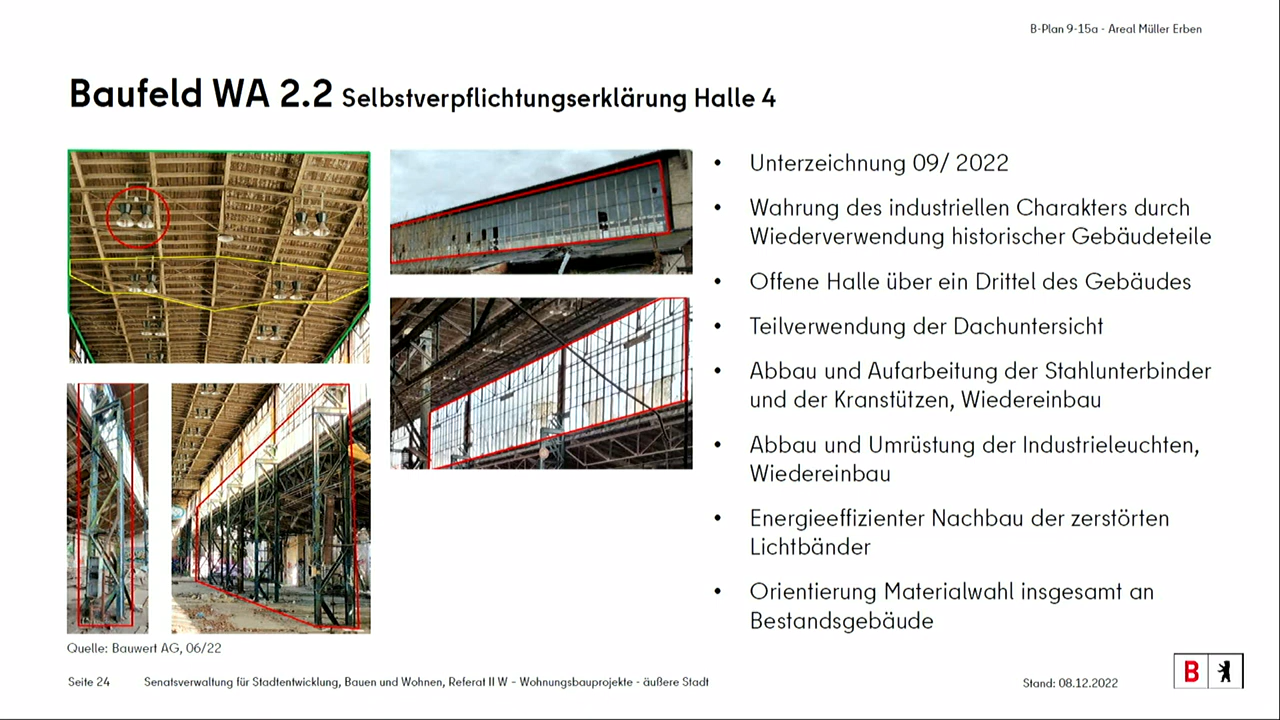 B-Plan 9-15a - Areal Müller Erben
Baufeld WA 2.2 Selbstverpflichtungserklärung Halle 4
• Unterzeichnung 09/ 2022
• Wahrung des industriellen Charakters durch
Wiederverwendung historischer Gebäudeteile
• Offene Halle über ein Drittel des Gebäudes
• Teilverwendung der Dachuntersicht
• Abbau und Aufarbeitung der Stahlunterbinder
und der Kranstützen, Wiedereinbau
• Abbau und Umrüstung der Industrieleuchten,
Wiedereinbau
• Energieeffizienter Nachbau der zerstörten
Lichtbänder
• Orientierung Materialwahl insgesamt an
Bestandsgebäude
Quelle: Bauwert AG, 06/22
Seite 24 Senatsverwaltung für Stadtentwicklung, Bauen und Wohnen, Referat II W – Wohnungsbauprojekte - äußere Stadt
Stand: 08.12.2022
B